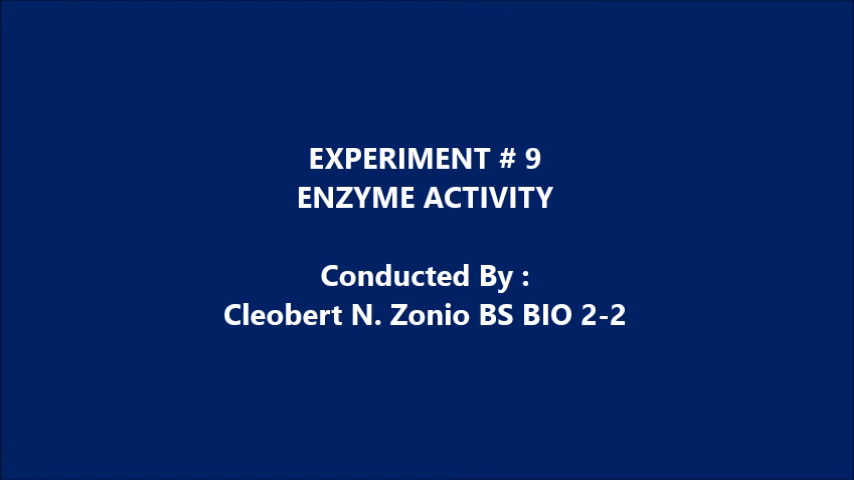 EXPERIMENT # 9
ENZYME ACTIVITY
Conducted By :
Cleobert N. Zonio BS BIO 2-2